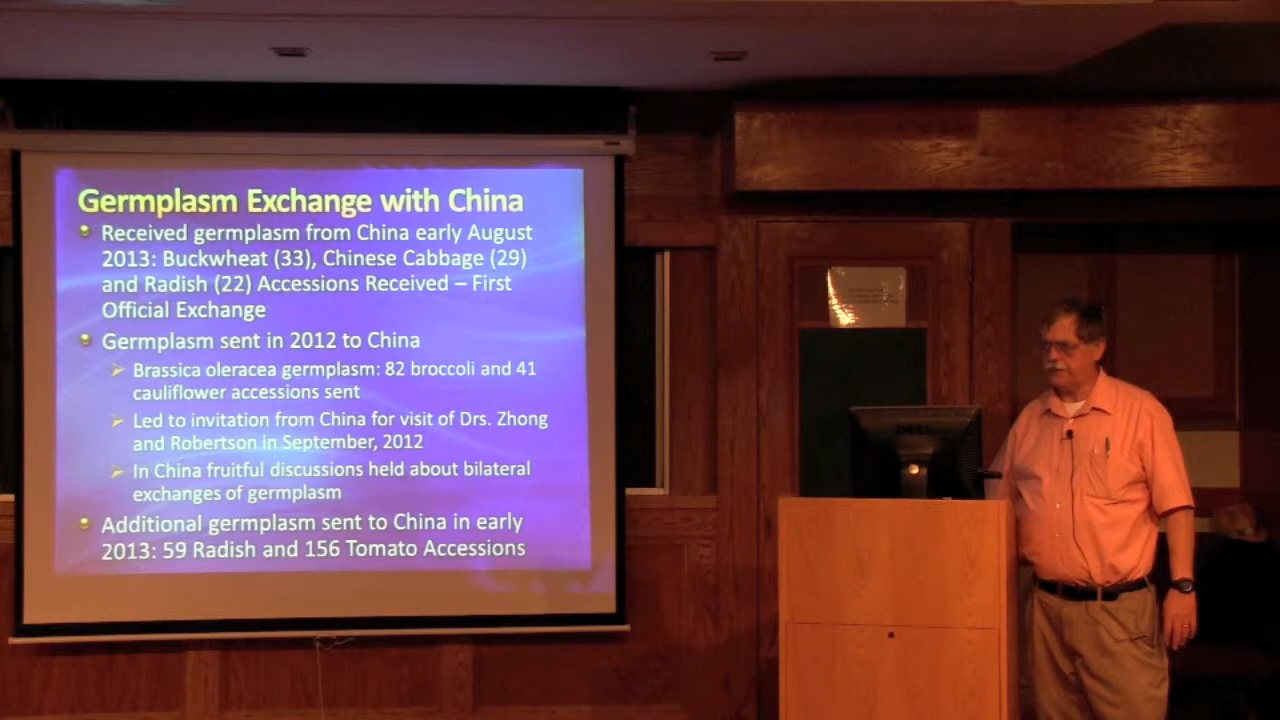 Germplasm Exchange with China
Received germplasm from China early August
2013: Buckwheat (33), Chinese Cabbage (29)
and Radish (22) Accessions Received – First
Official Exchange
Germplasm sent in 2012 to China
Brassica oleracea germplasm: 82 broccoli and 41
cauliflower accessions sent
Led to invitation from China for visit of Drs. Zhong
and Robertson in September, 2012
In China fruitful discussions held about bilateral
exchanges of germplasm
Additional germplasm sent to China in early
2013: 59 Radish and 156 Tomato Accessions
DELL